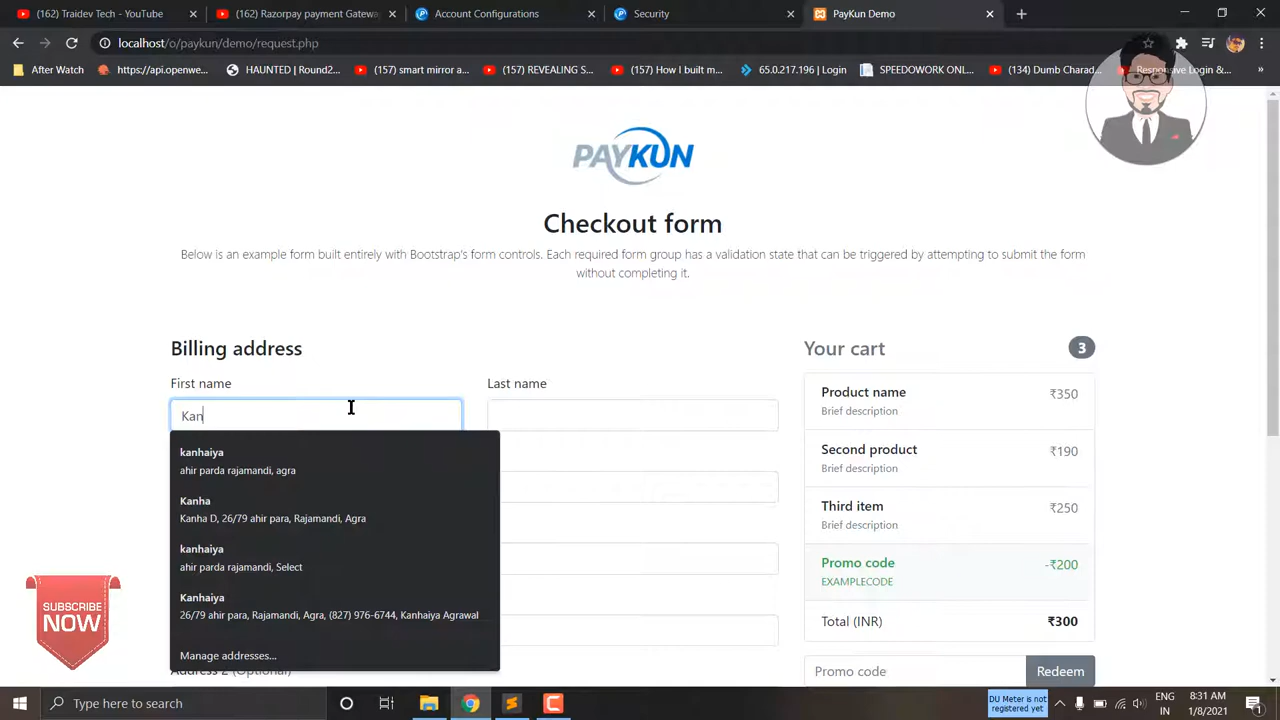 (162) Traidev Tech - YouTube
(162) Razorpay payment Gatewa
Account Configurations
Security
PayKun Demo
localhost/o/paykun/demo/request.php
After Watch
https://api.openwe...
HAUNTED | Round2...
(157) smart mirror -...
(157) REVEALING S...
(157) How I built m...
65.0.217.196 | Login
SPEEDOWORK ONL...
(134) Dumb Charad...
Responsive Login &...
»
PAYKUN
Checkout form
Below is an example form built entirely with Bootstrap's form controls. Each required form group has a validation state that can be triggered by attempting to submit the form
without completing it.
Billing address
First name
Last name
Kan
kanhaiya
ahir parda rajamandi, agra
Kanha
Kanha D, 26/79 ahir para, Rajamandi, Agra
kanhaiya
ahir parda rajamandi, Select
Kanhaiya
26/79 ahir para, Rajamandi, Agra, (827) 976-6744, Kanhaiya Agrawal
Manage addresses...
Address 2 (Optional)
Your cart
3
Product name
₹350
Brief description
Second product
₹190
Brief description
Third item
₹250
Brief description
Promo code
-₹200
EXAMPLECODE
Total (INR)
₹300
Promo code
Redeem
SUBSCRIBE
NOW
Type here to search
DU Meter is not
registered yet
ENG
IN
8:31 AM
1/8/2021
1